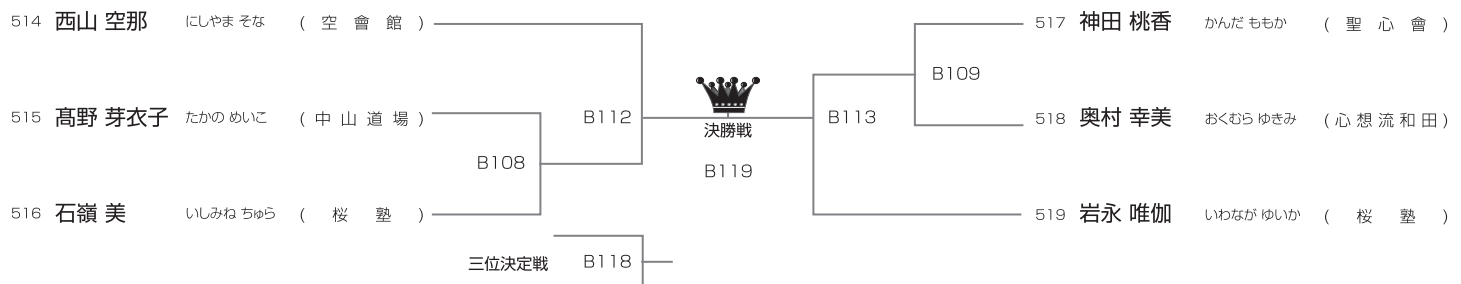 514 西山 空那 にしやま そな (空會館)
515 髙野 芽衣子 たかの めいこ (中山道場)
516 石嶺 美 いしみね ちゅら (桜塾)
B108
B112
決勝戦
B119
三位決定戦 B118
B113
B109
517 神田 桃香 かんだ ももか (聖心會)
518 奥村 幸美 おくむら ゆきみ (心想流和田)
519 岩永 唯伽 いわなが ゆいか (桜塾)